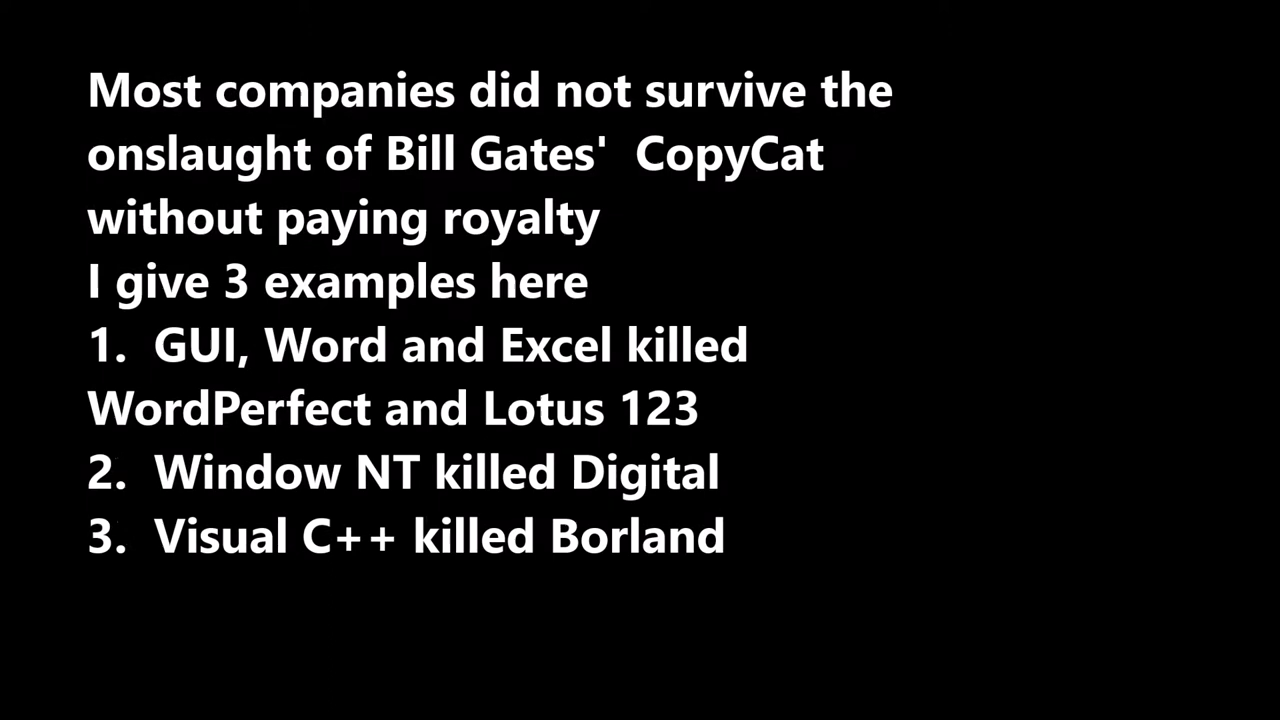 Most companies did not survive the
onslaught of Bill Gates'  CopyCat
without paying royalty
I give 3 examples here
1.  GUI, Word and Excel killed
WordPerfect and Lotus 123
2.  Window NT killed Digital
3.  Visual C++ killed Borland